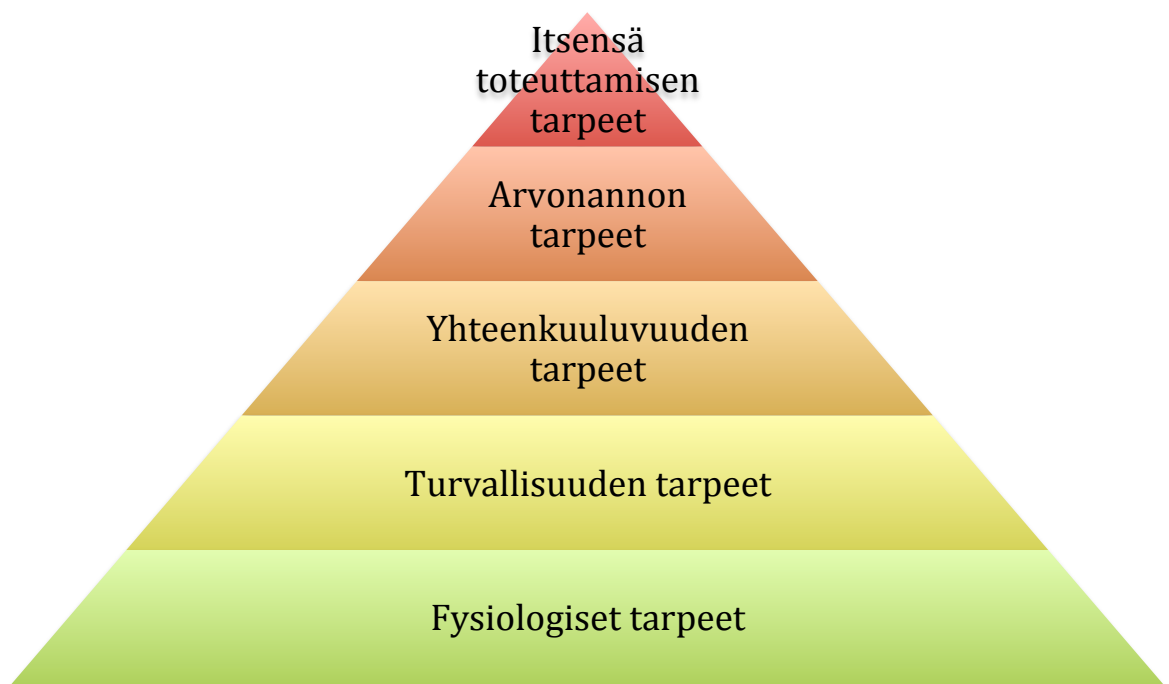 Itsensä
toteuttamisen
tarpeet
Arvonannon
tarpeet
Yhteenkuuluvuuden
tarpeet
Turvallisuuden tarpeet
Fysiologiset tarpeet